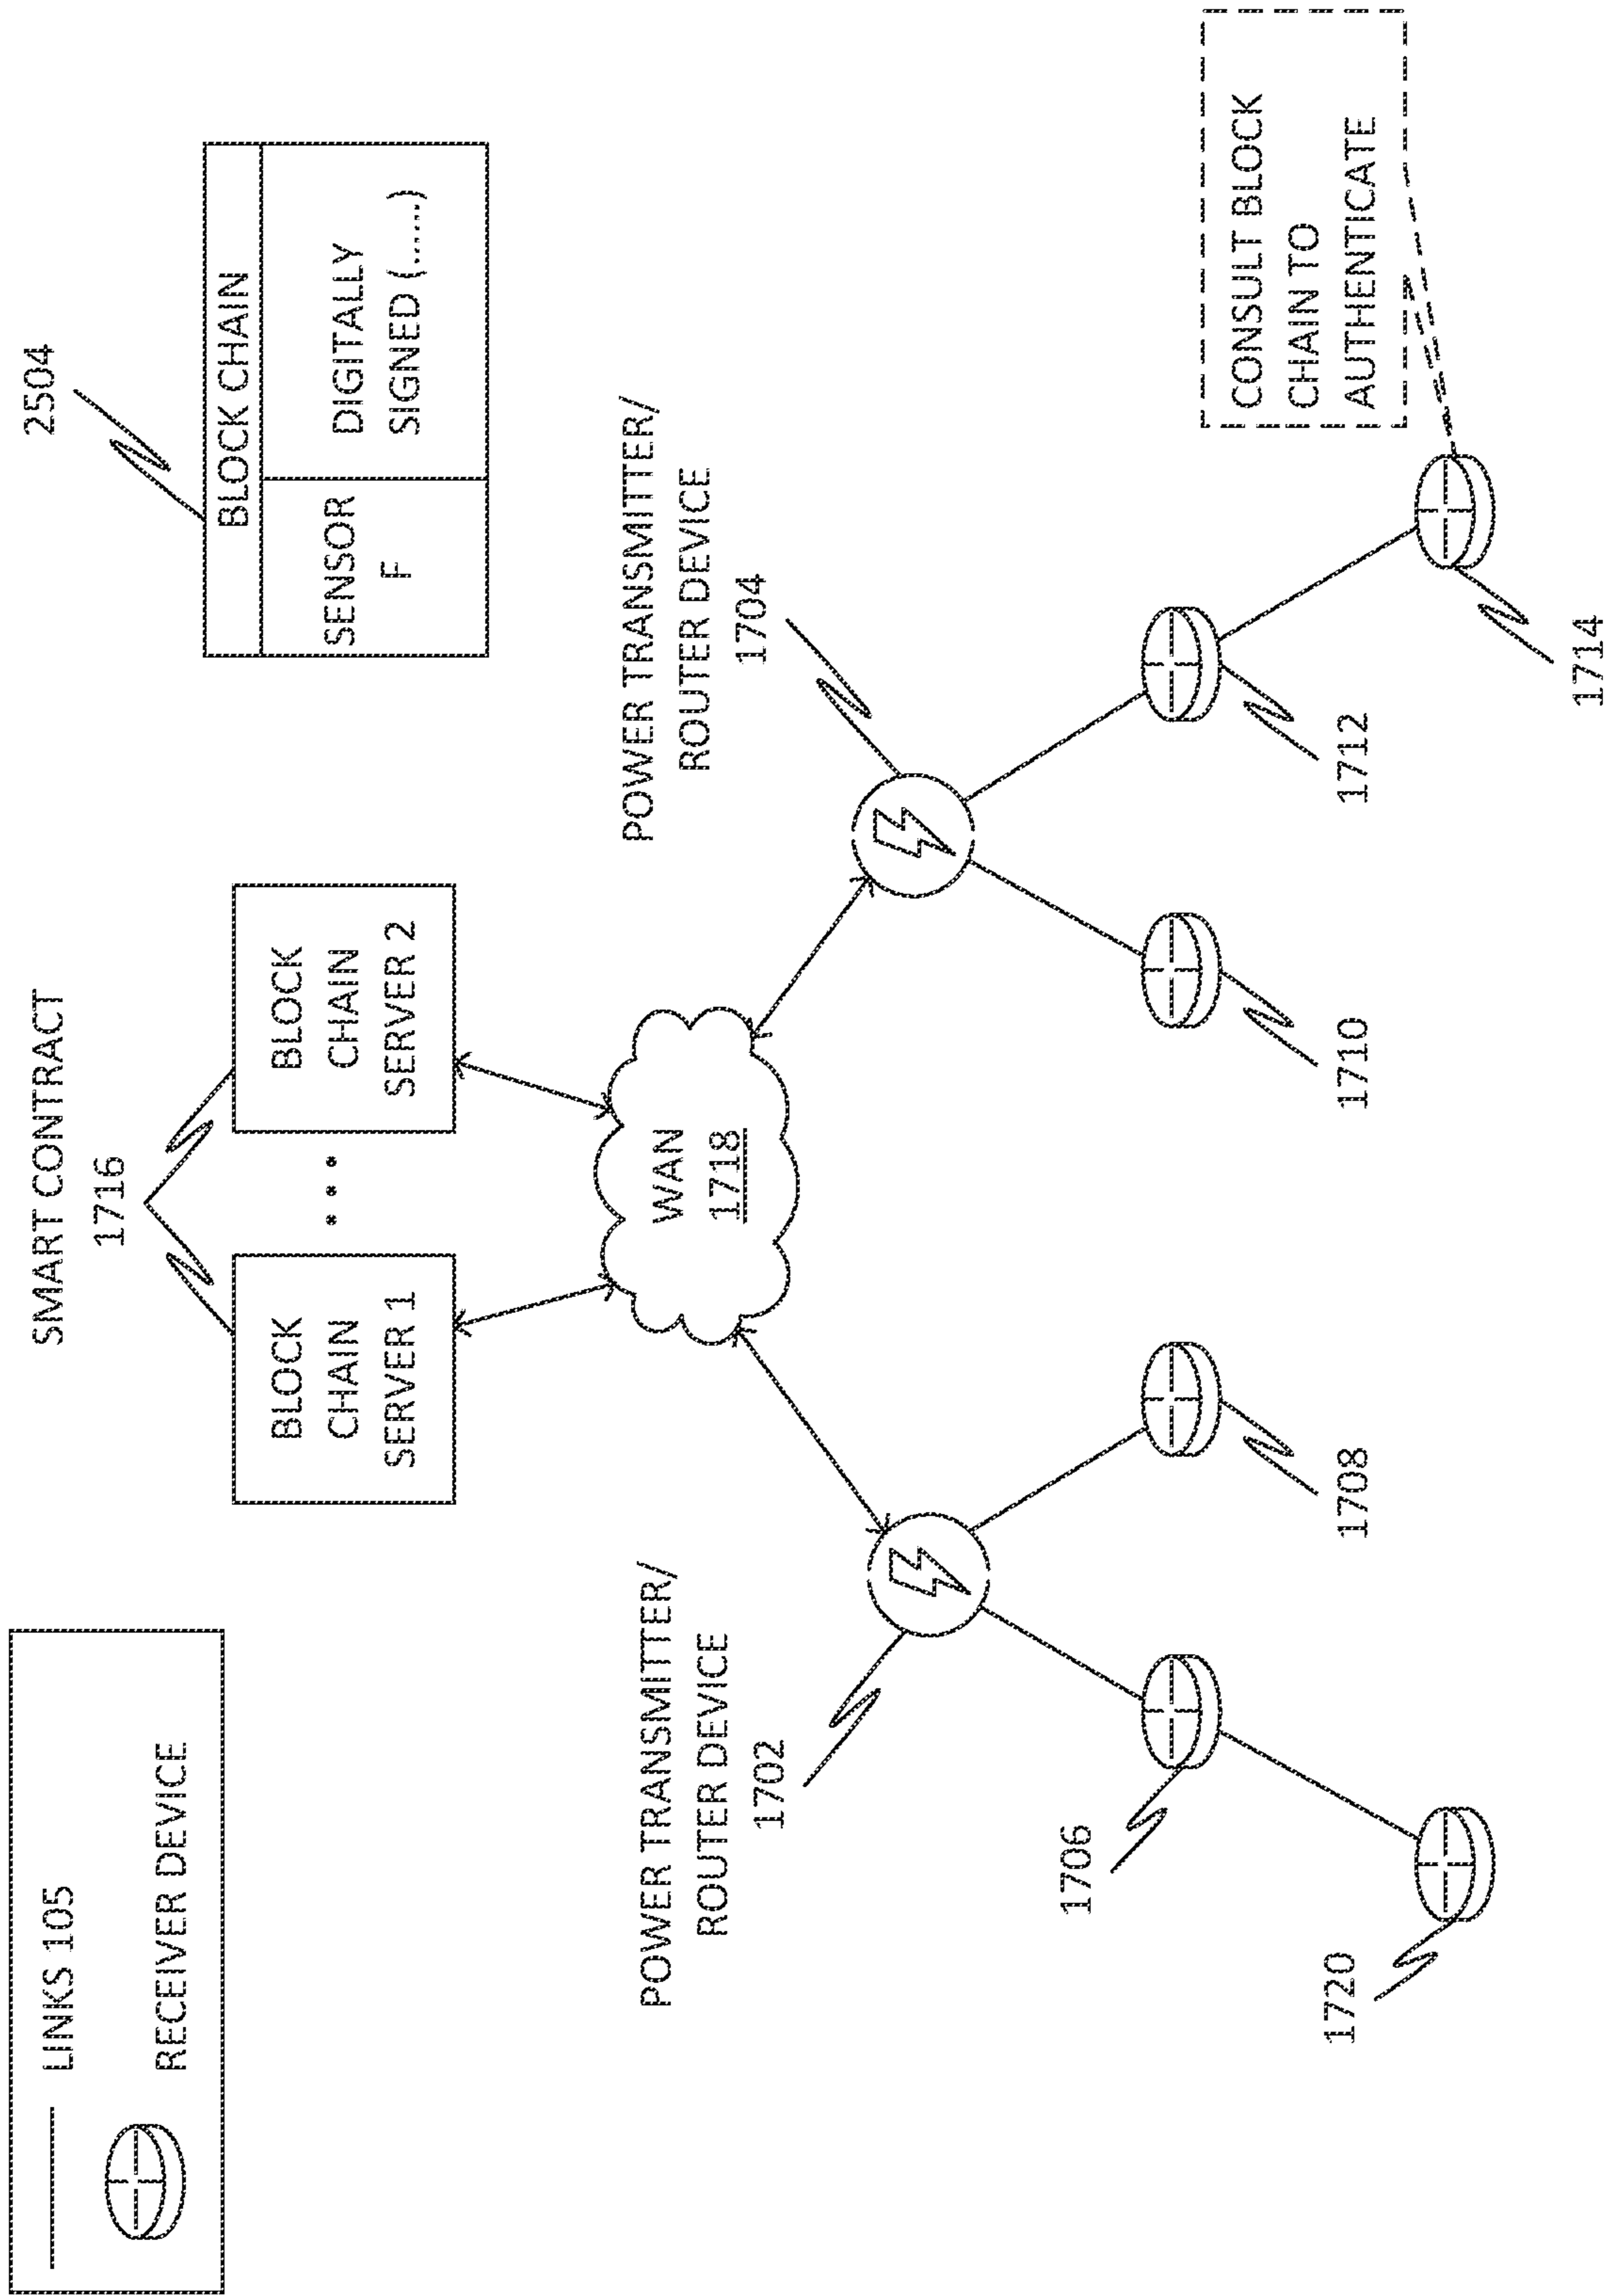 LINKS 105
RECEIVER DEVICE
SMART CONTRACT
1716
BLOCK
CHAIN
SERVER 1
BLOCK
CHAIN
SERVER 2
2504
BLOCK CHAIN
SENSOR
F
DIGITALLY
SIGNED (.....)
WAN
1718
POWER TRANSMITTER/
ROUTER DEVICE
1702
POWER TRANSMITTER/
ROUTER DEVICE
1704
1706
1708
1710
1712
1720
1714
CONSULT BLOCK
CHAIN TO
AUTHENTICATE